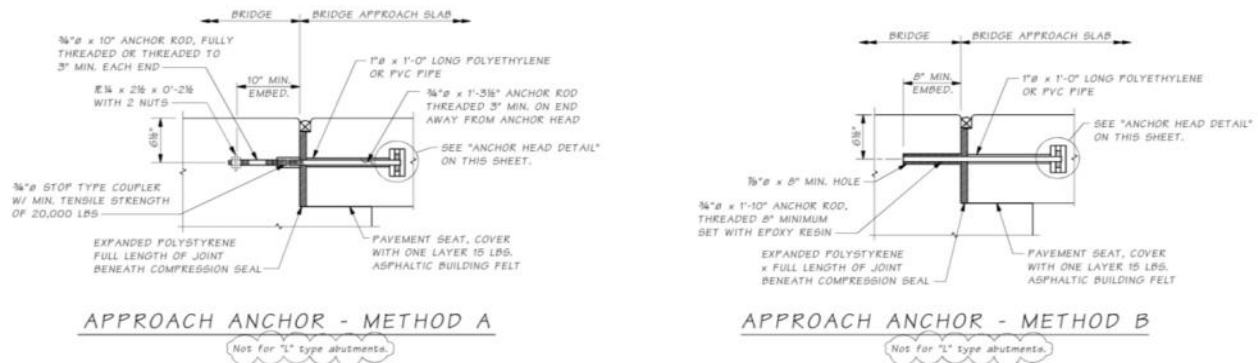 BRIDGE
BRIDGE APPROACH SLAB
¾"ø x 10" ANCHOR ROD, FULLY
THREADED OR THREADED TO
3" MIN. EACH END
10" MIN.
EMBED.
1"ø x 1'-0" LONG POLYETHYLENE
OR PVC PIPE
PL ¼ x 2½ x 0'-2½
WITH 2 NUTS
¾"ø x 1'-3½" ANCHOR ROD
THREADED 3" MIN. ON END
AWAY FROM ANCHOR HEAD
6½"
SEE "ANCHOR HEAD DETAIL"
ON THIS SHEET.
¾"ø STOP TYPE COUPLER
W/ MIN. TENSILE STRENGTH
OF 20,000 LBS
EXPANDED POLYSTYRENE
FULL LENGTH OF JOINT
BENEATH COMPRESSION SEAL
PAVEMENT SEAT, COVER
WITH ONE LAYER 15 LBS.
ASPHALTIC BUILDING FELT
APPROACH ANCHOR - METHOD A
Not for "L" type abutments.
BRIDGE
BRIDGE APPROACH SLAB
8" MIN.
EMBED.
1"ø x 1'-0" LONG POLYETHYLENE
OR PVC PIPE
6½"
SEE "ANCHOR HEAD DETAIL"
ON THIS SHEET.
⅞"ø x 8" MIN. HOLE
¾"ø x 1'-10" ANCHOR ROD,
THREADED 8" MINIMUM
SET WITH EPOXY RESIN
EXPANDED POLYSTYRENE
x FULL LENGTH OF JOINT
BENEATH COMPRESSION SEAL
PAVEMENT SEAT, COVER
WITH ONE LAYER 15 LBS.
ASPHALTIC BUILDING FELT
APPROACH ANCHOR - METHOD B
Not for "L" type abutments.